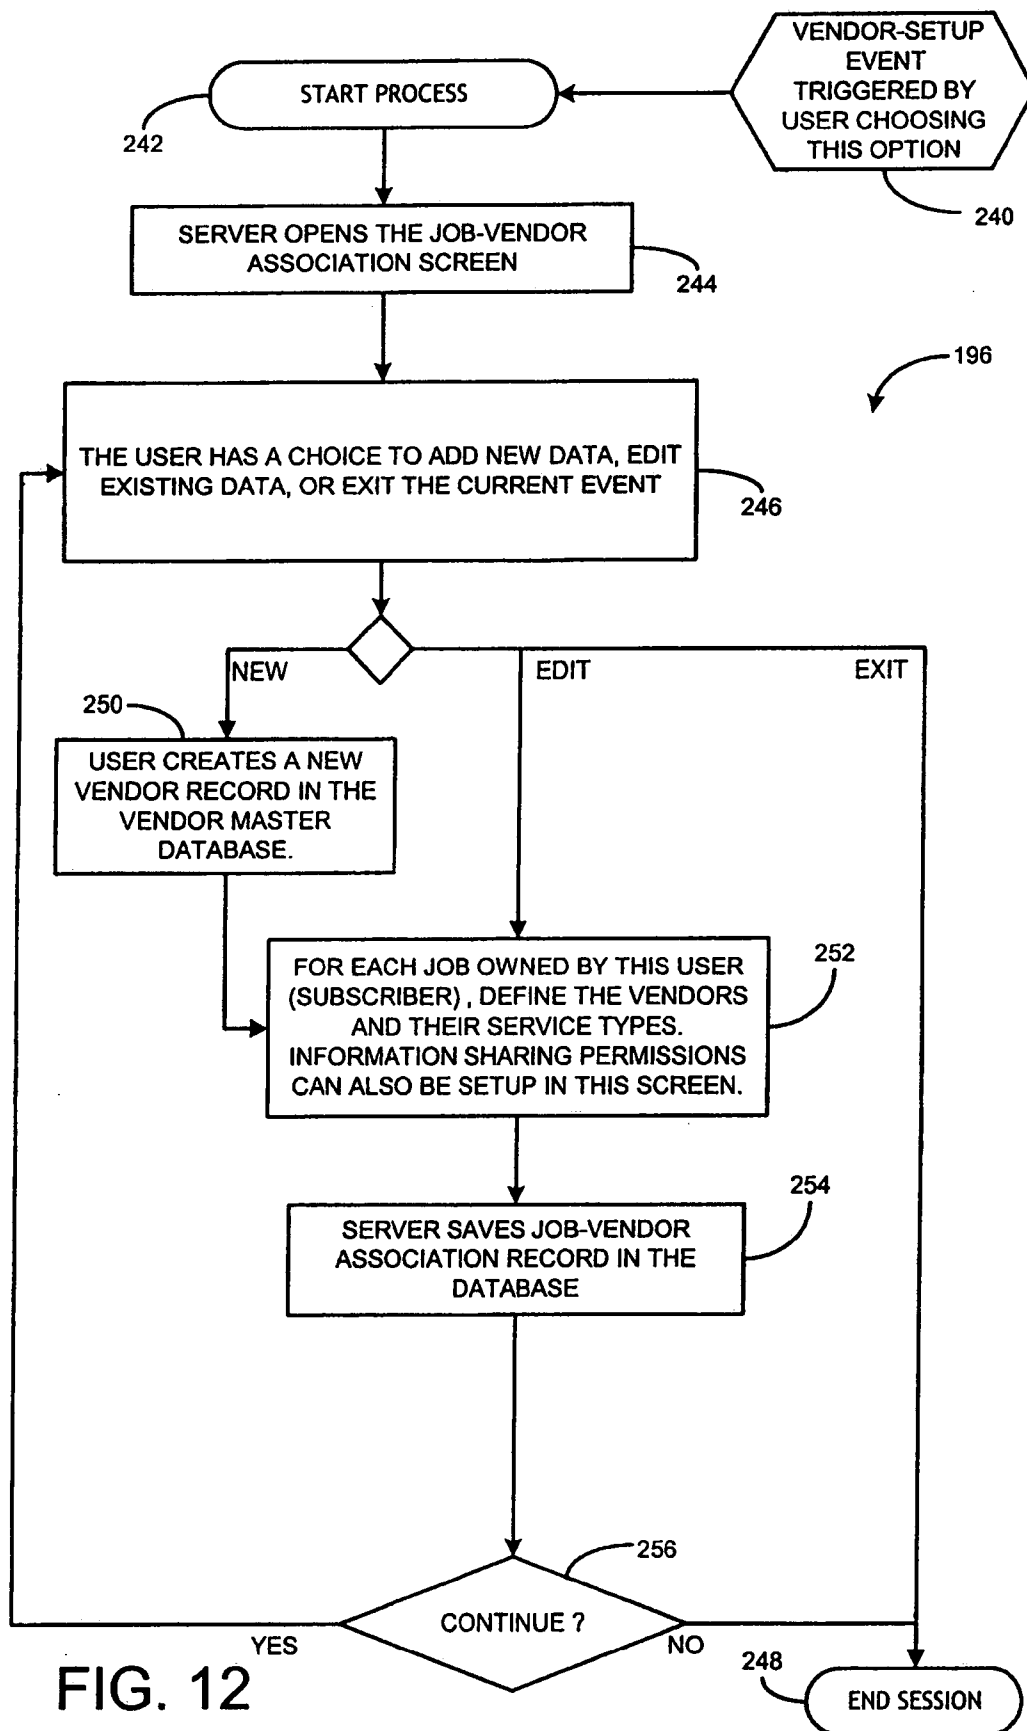 VENDOR-SETUP
EVENT
TRIGGERED BY
USER CHOOSING
THIS OPTION
240
START PROCESS
242
SERVER OPENS THE JOB-VENDOR
ASSOCIATION SCREEN
244
196
THE USER HAS A CHOICE TO ADD NEW DATA, EDIT
EXISTING DATA, OR EXIT THE CURRENT EVENT
246
NEW
EDIT
EXIT
250
USER CREATES A NEW
VENDOR RECORD IN THE
VENDOR MASTER
DATABASE.
252
FOR EACH JOB OWNED BY THIS USER
(SUBSCRIBER) , DEFINE THE VENDORS
AND THEIR SERVICE TYPES.
INFORMATION SHARING PERMISSIONS
CAN ALSO BE SETUP IN THIS SCREEN.
254
SERVER SAVES JOB-VENDOR
ASSOCIATION RECORD IN THE
DATABASE
256
CONTINUE ?
YES
NO
248
END SESSION
FIG. 12